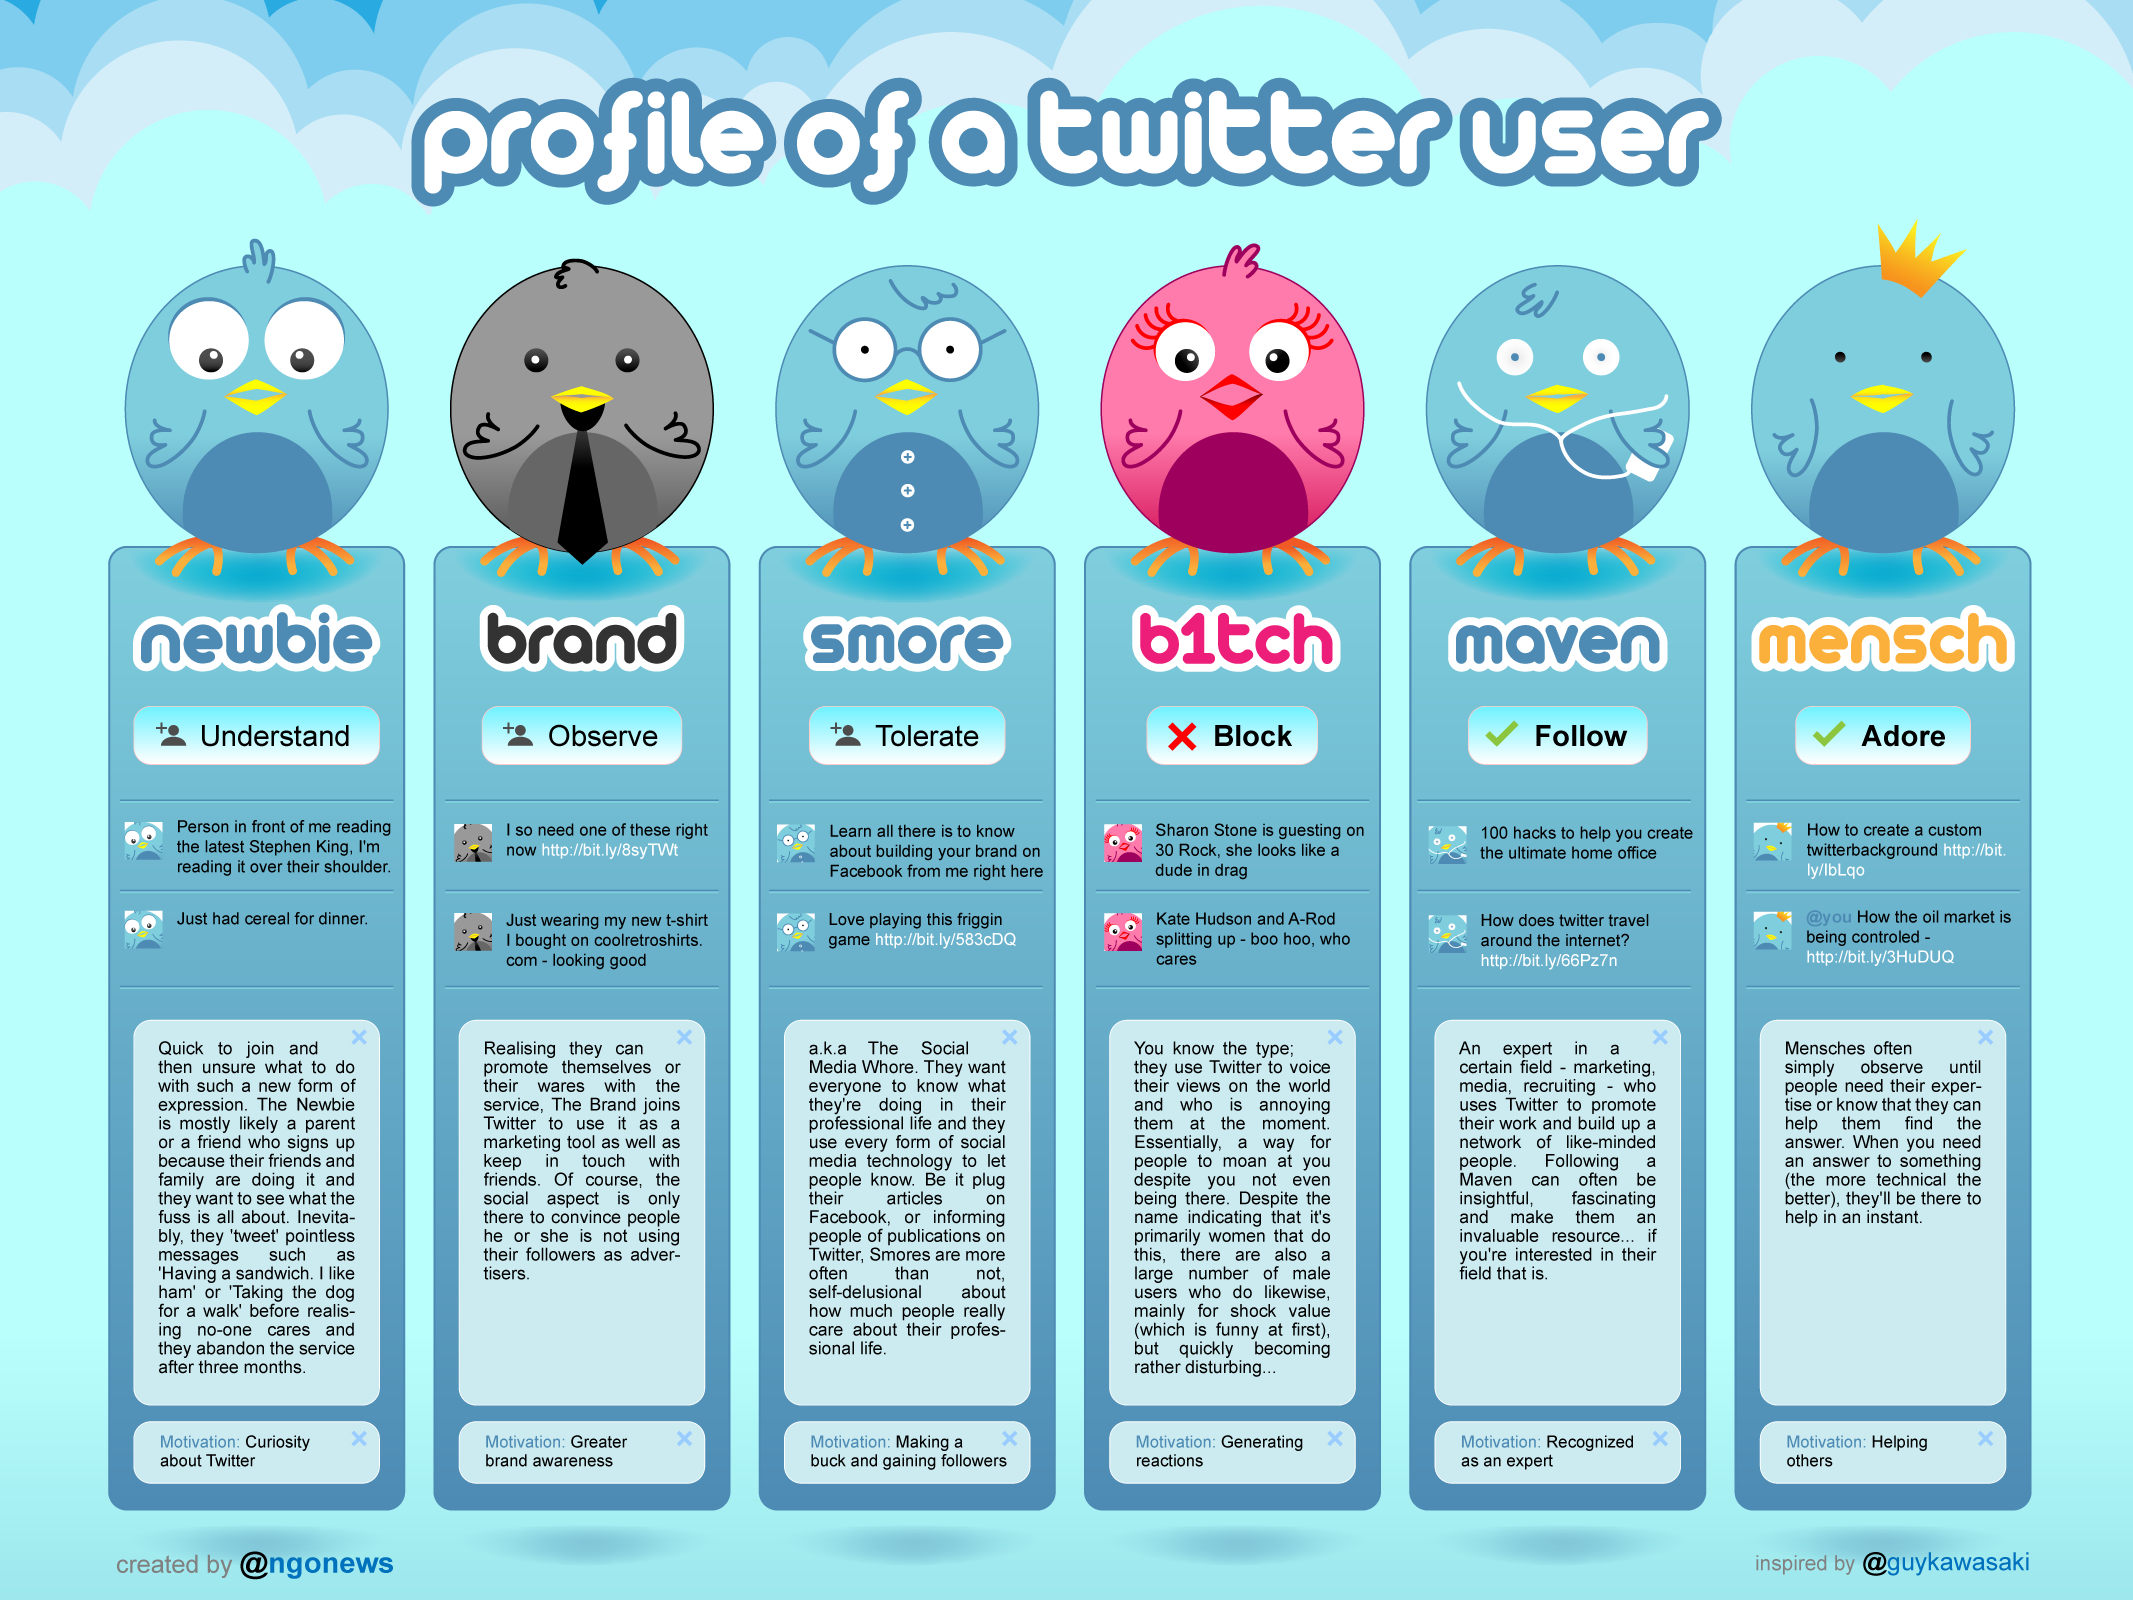 profile of a twitter user
newbie
Understand
Person in front of me reading
the latest Stephen King, I'm
reading it over their shoulder.
Just had cereal for dinner.
Quick to join and
then unsure what to do
with such a new form of
expression. The Newbie
is mostly likely a parent
or a friend who signs up
because their friends and
family are doing it and
they want to see what the
fuss is all about. Inevita-
bly, they 'tweet' pointless
messages such as
'Having a sandwich. I like
ham' or 'Taking the dog
for a walk' before realis-
ing no-one cares and
they abandon the service
after three months.
Motivation: Curiosity
about Twitter
brand
Observe
I so need one of these right
now http://bit.ly/8syTWt
Just wearing my new t-shirt
I bought on coolretroshirts.
com - looking good
Realising they can
promote themselves or
their wares with the
service, The Brand joins
Twitter to use it as a
marketing tool as well as
keep in touch with
friends. Of course, the
social aspect is only
there to convince people
he or she is not using
their followers as adver-
tisers.
Motivation: Greater
brand awareness
smore
Tolerate
Learn all there is to know
about building your brand on
Facebook from me right here
Love playing this friggin
game http://bit.ly/583cDQ
a.k.a The Social
Media Whore. They want
everyone to know what
they're doing in their
professional life and they
use every form of social
media technology to let
people know. Be it plug
their articles on
Facebook, or informing
people of publications on
Twitter, Smores are more
often than not,
self-delusional about
how much people really
care about their profes-
sional life.
Motivation: Making a
buck and gaining followers
b1tch
Block
Sharon Stone is guesting on
30 Rock, she looks like a
dude in drag
Kate Hudson and A-Rod
splitting up - boo hoo, who
cares
You know the type;
they use Twitter to voice
their views on the world
and who is annoying
them at the moment.
Essentially, a way for
people to moan at you
despite you not even
being there. Despite the
name indicating that it's
primarily women that do
this, there are also a
large number of male
users who do likewise,
mainly for shock value
(which is funny at first),
but quickly becoming
rather disturbing...
Motivation: Generating
reactions
maven
Follow
100 hacks to help you create
the ultimate home office
How does twitter travel
around the internet?
http://bit.ly/66Pz7n
An expert in a
certain field - marketing,
media, recruiting - who
uses Twitter to promote
their work and build up a
network of like-minded
people. Following a
Maven can often be
insightful, fascinating
and make them an
invaluable resource... if
you're interested in their
field that is.
Motivation: Recognized
as an expert
mensch
Adore
How to create a custom
twitterbackground http://bit.
ly/IbLqo
@you How the oil market is
being controled -
http://bit.ly/3HuDUQ
Mensches often
simply observe until
people need their exper-
tise or know that they can
help them find the
answer. When you need
an answer to something
(the more technical the
better), they'll be there to
help in an instant.
Motivation: Helping
others
created by @ngonews
inspired by @guykawasaki